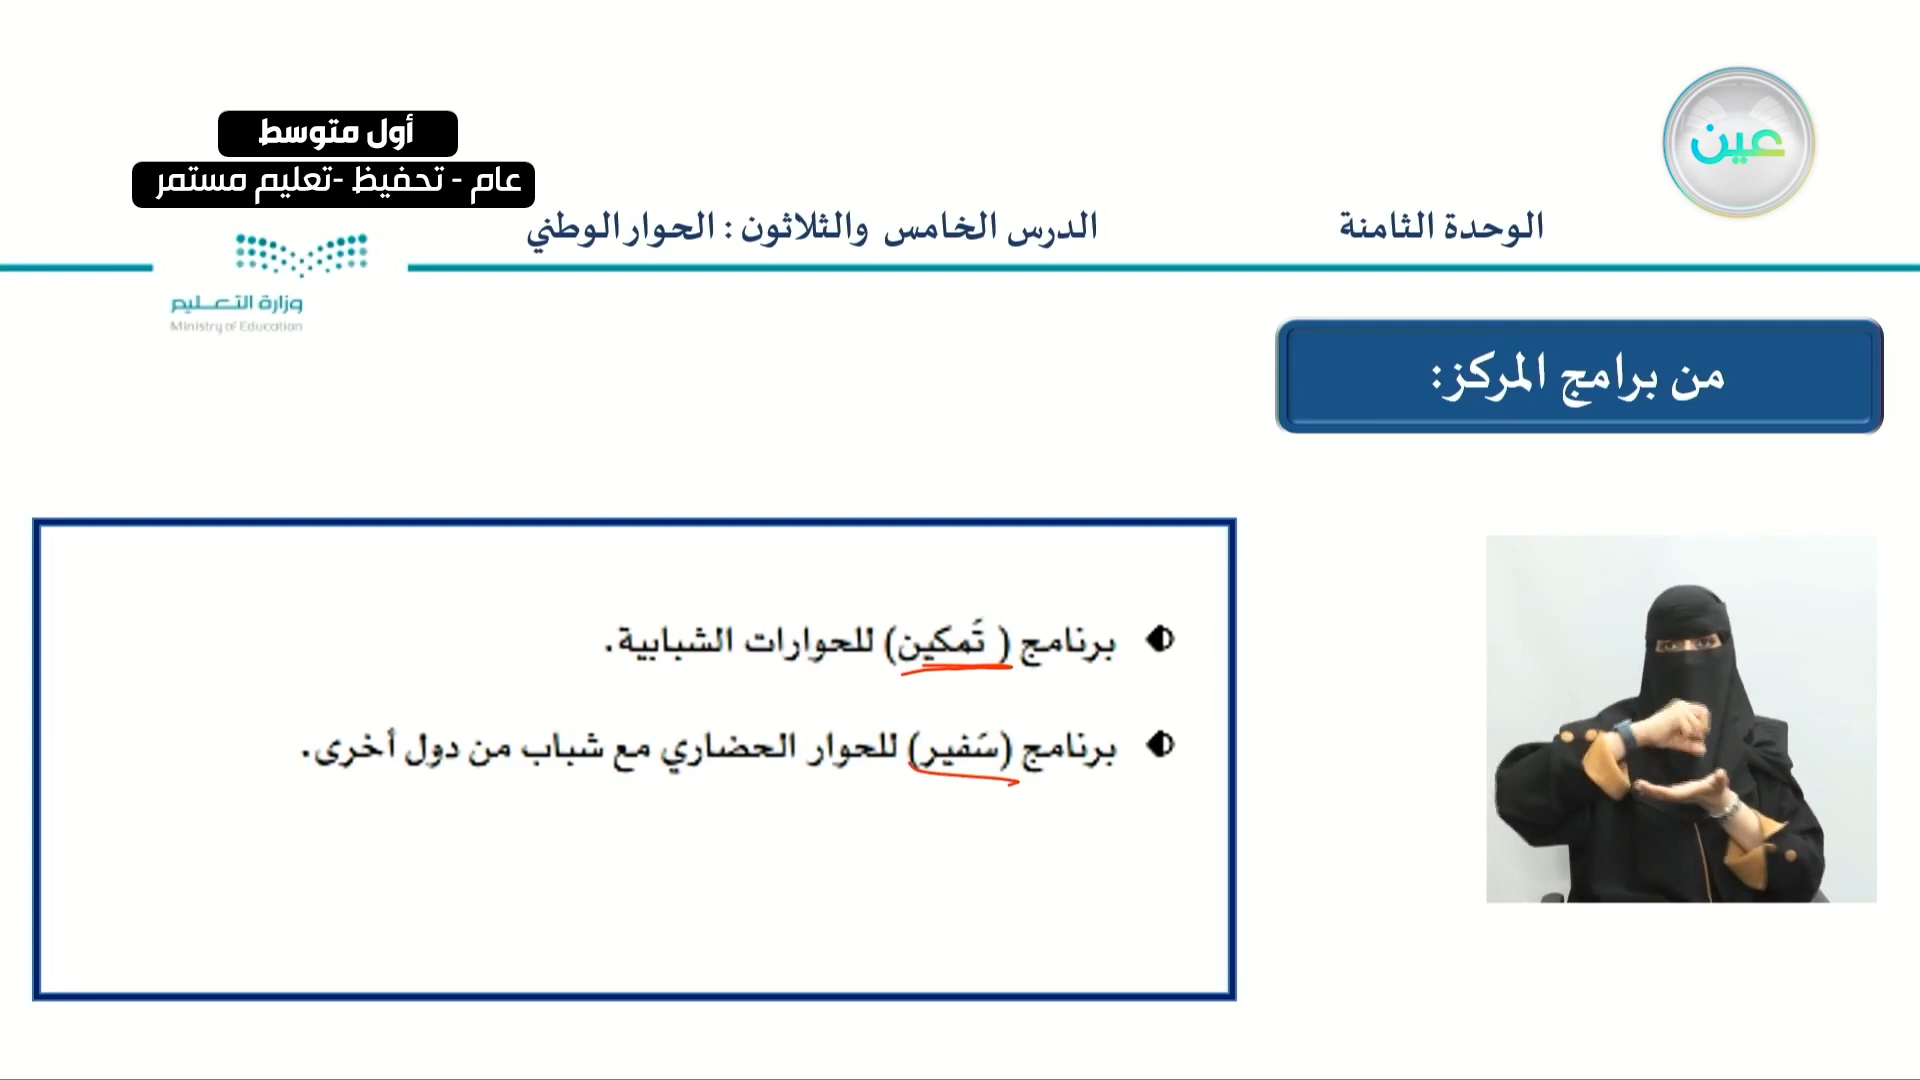 عين
أول متوسط
عام - تحفيظ -تعليم مستمر
الوحدة الثامنة
الدرس الخامس والثلاثون : الحوار الوطني
وزارة التعـــليم
Ministry of Education
من برامج المركز:
برنامج ( تَمكين) للحوارات الشبابية.
برنامج (سَفير) للحوار الحضاري مع شباب من دول أخرى.